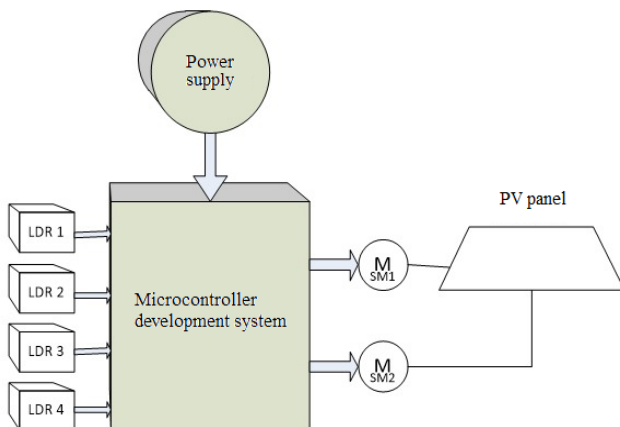 Power
supply
PV panel
LDR 1
LDR 2
LDR 3
LDR 4
Microcontroller
development system
M
SM1
M
SM2